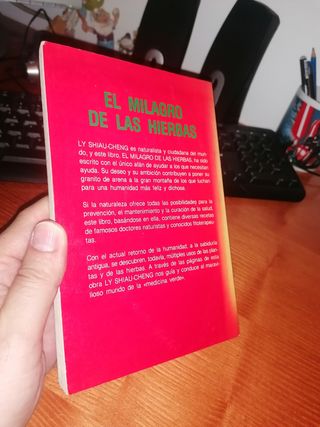 EL MILAGRO
DE LAS HIERBAS
LY SHIAU-CHENG es naturalista y ciudadana del mun-
do, y este libro, EL MILAGRO DE LAS HIERBAS, ha sido
escrito con el único afán de ayudar a los que necesitan
ayuda. Su deseo y su ambición contribuyen a poner su
granito de arena a la gran montaña de los que luchan
para una humanidad más feliz y dichosa.
Si la naturaleza ofrece todas las posibilidades para la
prevención, el mantenimiento y la curación de la salud,
este libro, basándose en ella, contiene diversas recetas
de famosos doctores naturistas y conocidos fitoterapeu-
tas.
Con el actual retorno de la humanidad, a la sabiduría
antigua, se descubren, todavía, múltiples usos de las plan-
tas y de las hierbas. A través de las páginas de esta
obra LY SHIAU-CHENG nos guía y conduce al maravi-
lloso mundo de la «medicina verde».